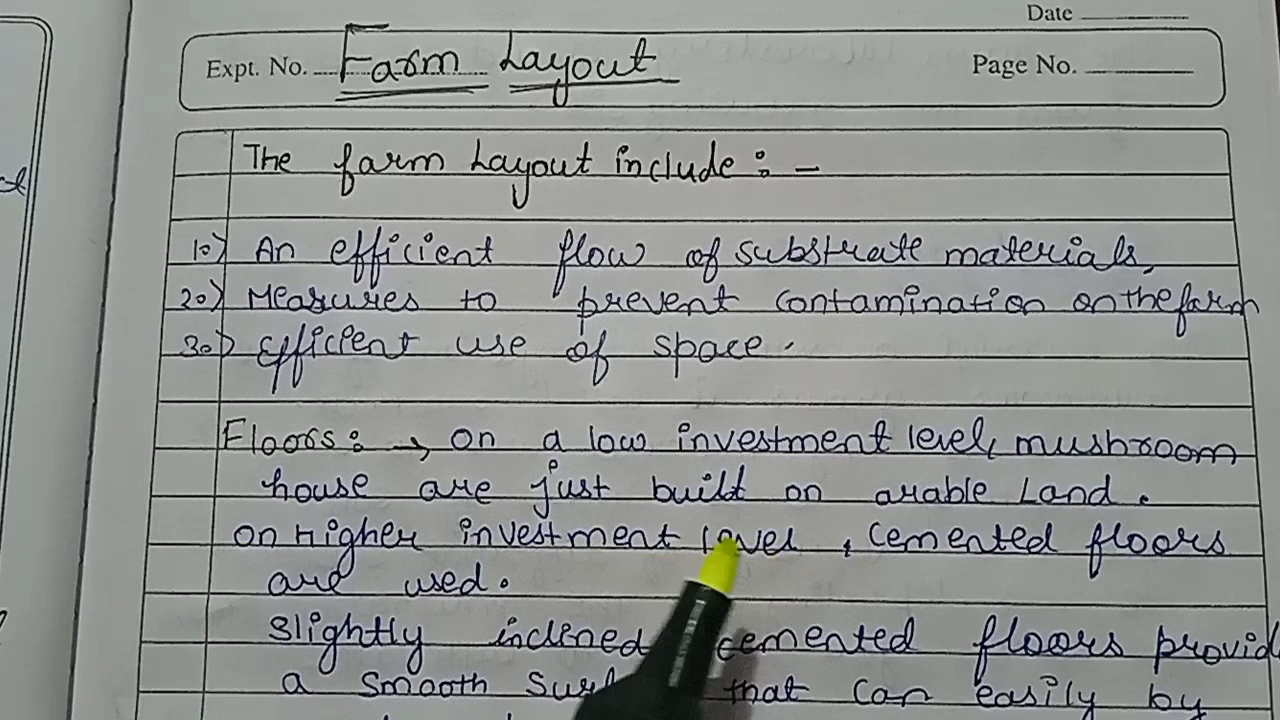 Date
Expt. No. Farm Layout
Page No.
The farm Layout include : -
1o) An efficient flow of substrate materials,
2o) Measures to prevent contamination on the farm
3o) Efficient use of space.
Floors: → on a low investment level, mushroom
house are just built on arable Land.
on Higher investment level, cemented floors
are used.
slightly inclined cemented floors provid
a smooth that can easily by